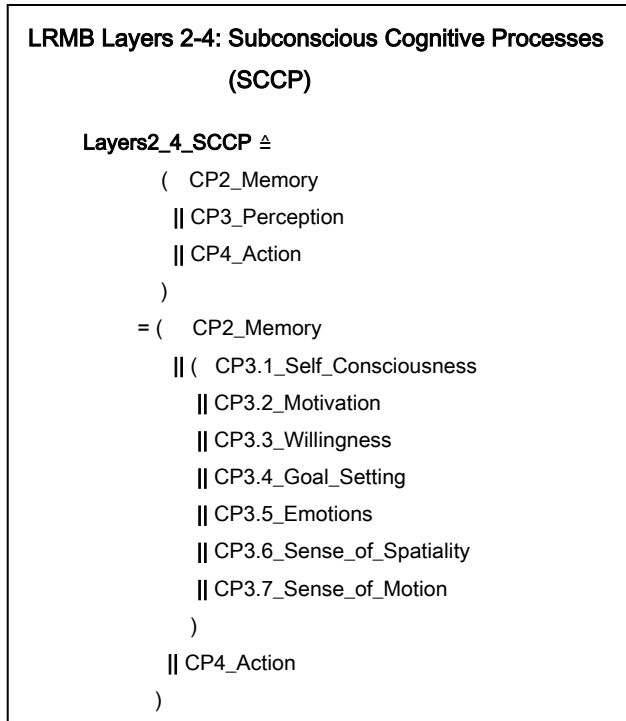 LRMB Layers 2-4: Subconscious Cognitive Processes
(SCCP)
Layers2_4_SCCP ≙
( CP2_Memory
|| CP3_Perception
|| CP4_Action
)
= ( CP2_Memory
|| ( CP3.1_Self_Consciousness
|| CP3.2_Motivation
|| CP3.3_Willingness
|| CP3.4_Goal_Setting
|| CP3.5_Emotions
|| CP3.6_Sense_of_Spatiality
|| CP3.7_Sense_of_Motion
)
|| CP4_Action
)